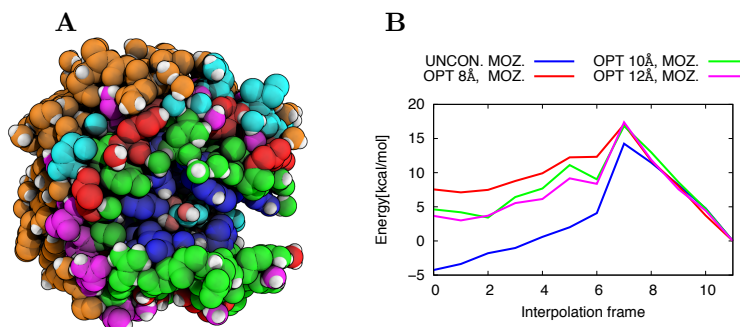 A
B
UNCON. MOZ.
OPT 10Å, MOZ.
OPT 8Å, MOZ.
OPT 12Å, MOZ.
20
15
10
5
0
−5
Energy[kcal/mol]
0 2 4 6 8 10
Interpolation frame